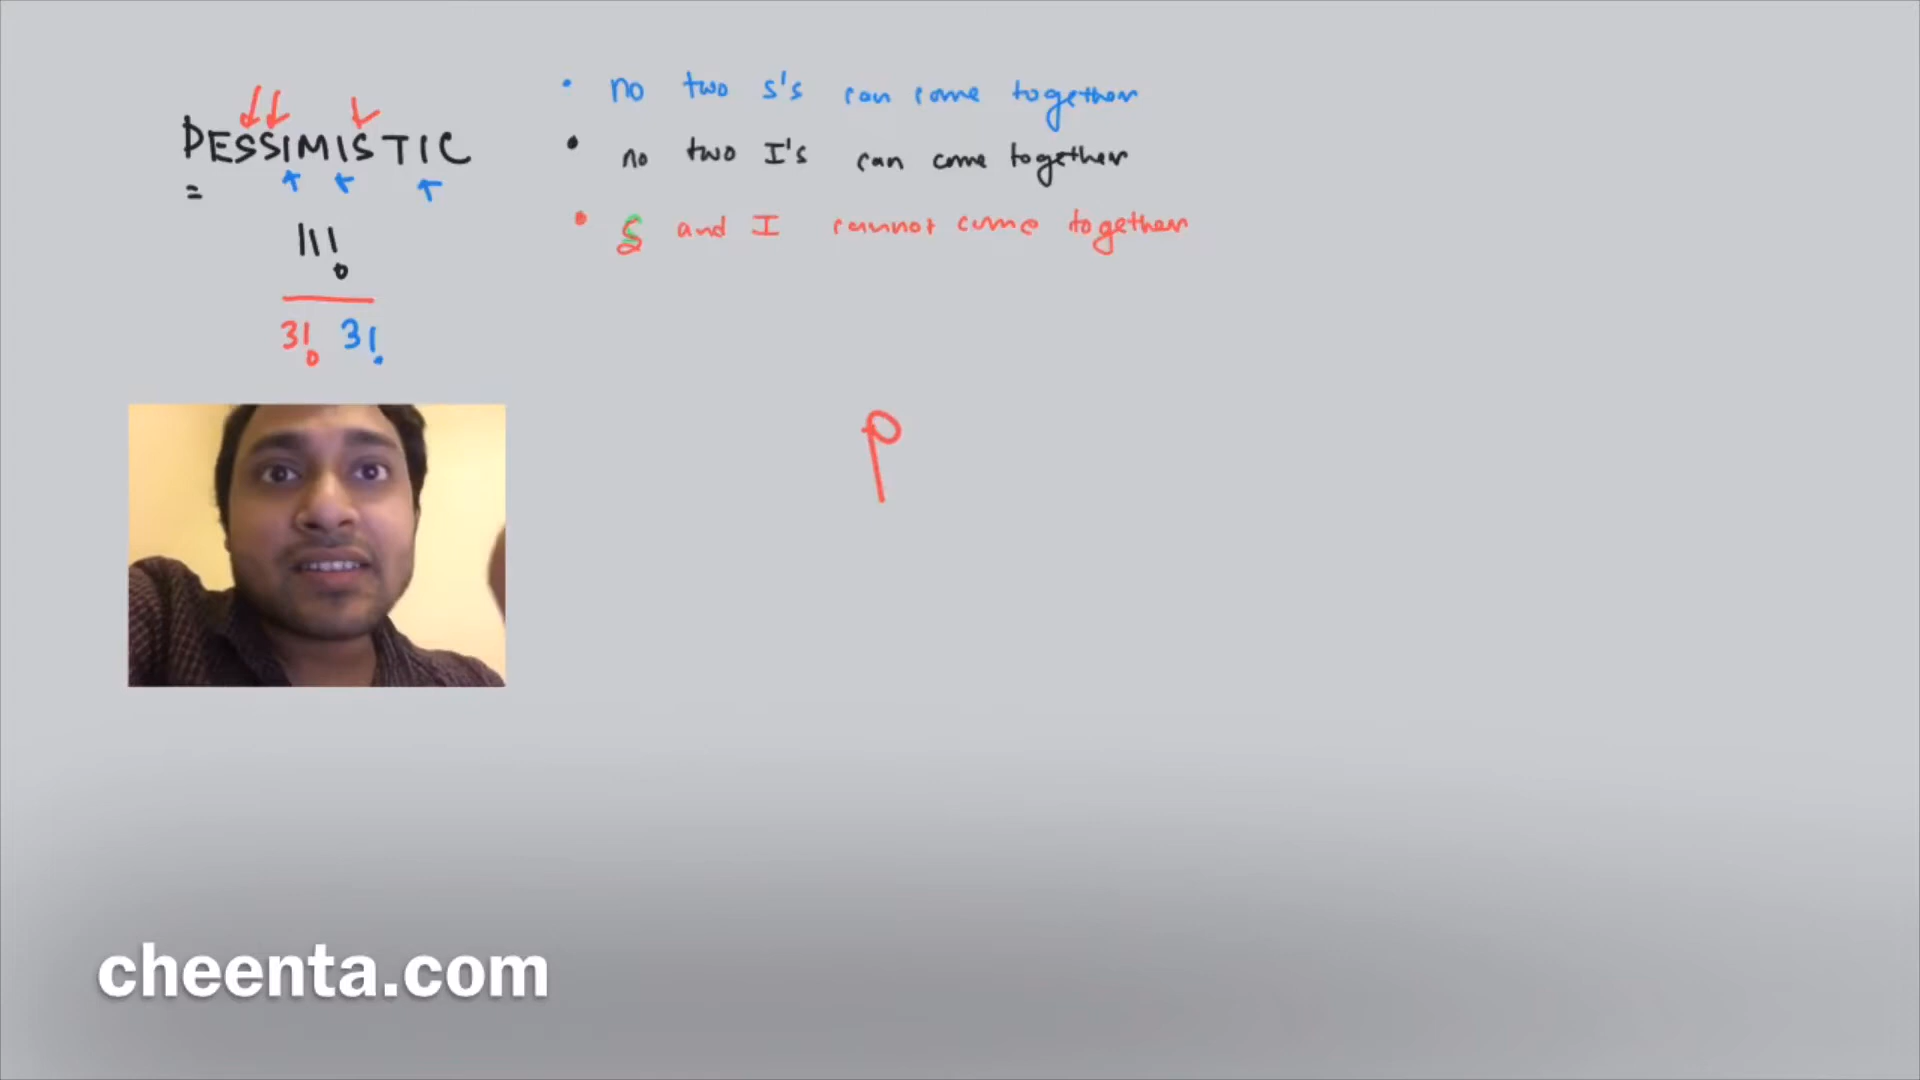 PESSIMISTIC
=
11!
3! 3!
• no two s's can come together
• no two I's can come together
• S and I cannot come together
P
cheenta.com